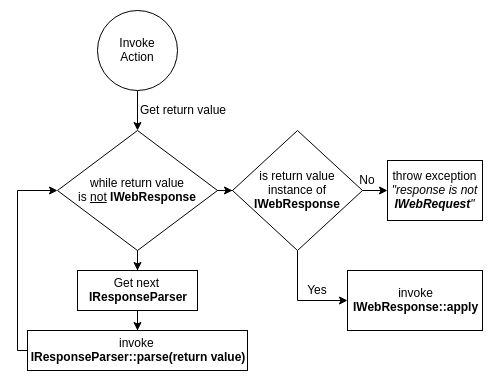 Invoke
Action
Get return value
while return value
is not IWebResponse
is return value
instance of
IWebResponse
No
throw exception
"response is not
IWebRequest"
Get next
IResponseParser
Yes
invoke
IWebResponse::apply
invoke
IResponseParser::parse(return value)